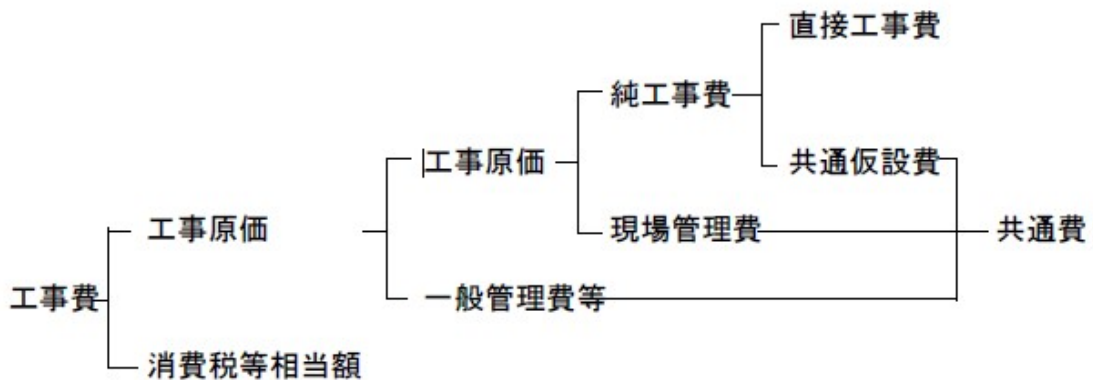 直接工事費
純工事費
工事原価
共通仮設費
工事原価
現場管理費
共通費
工事費
一般管理費等
消費税等相当額